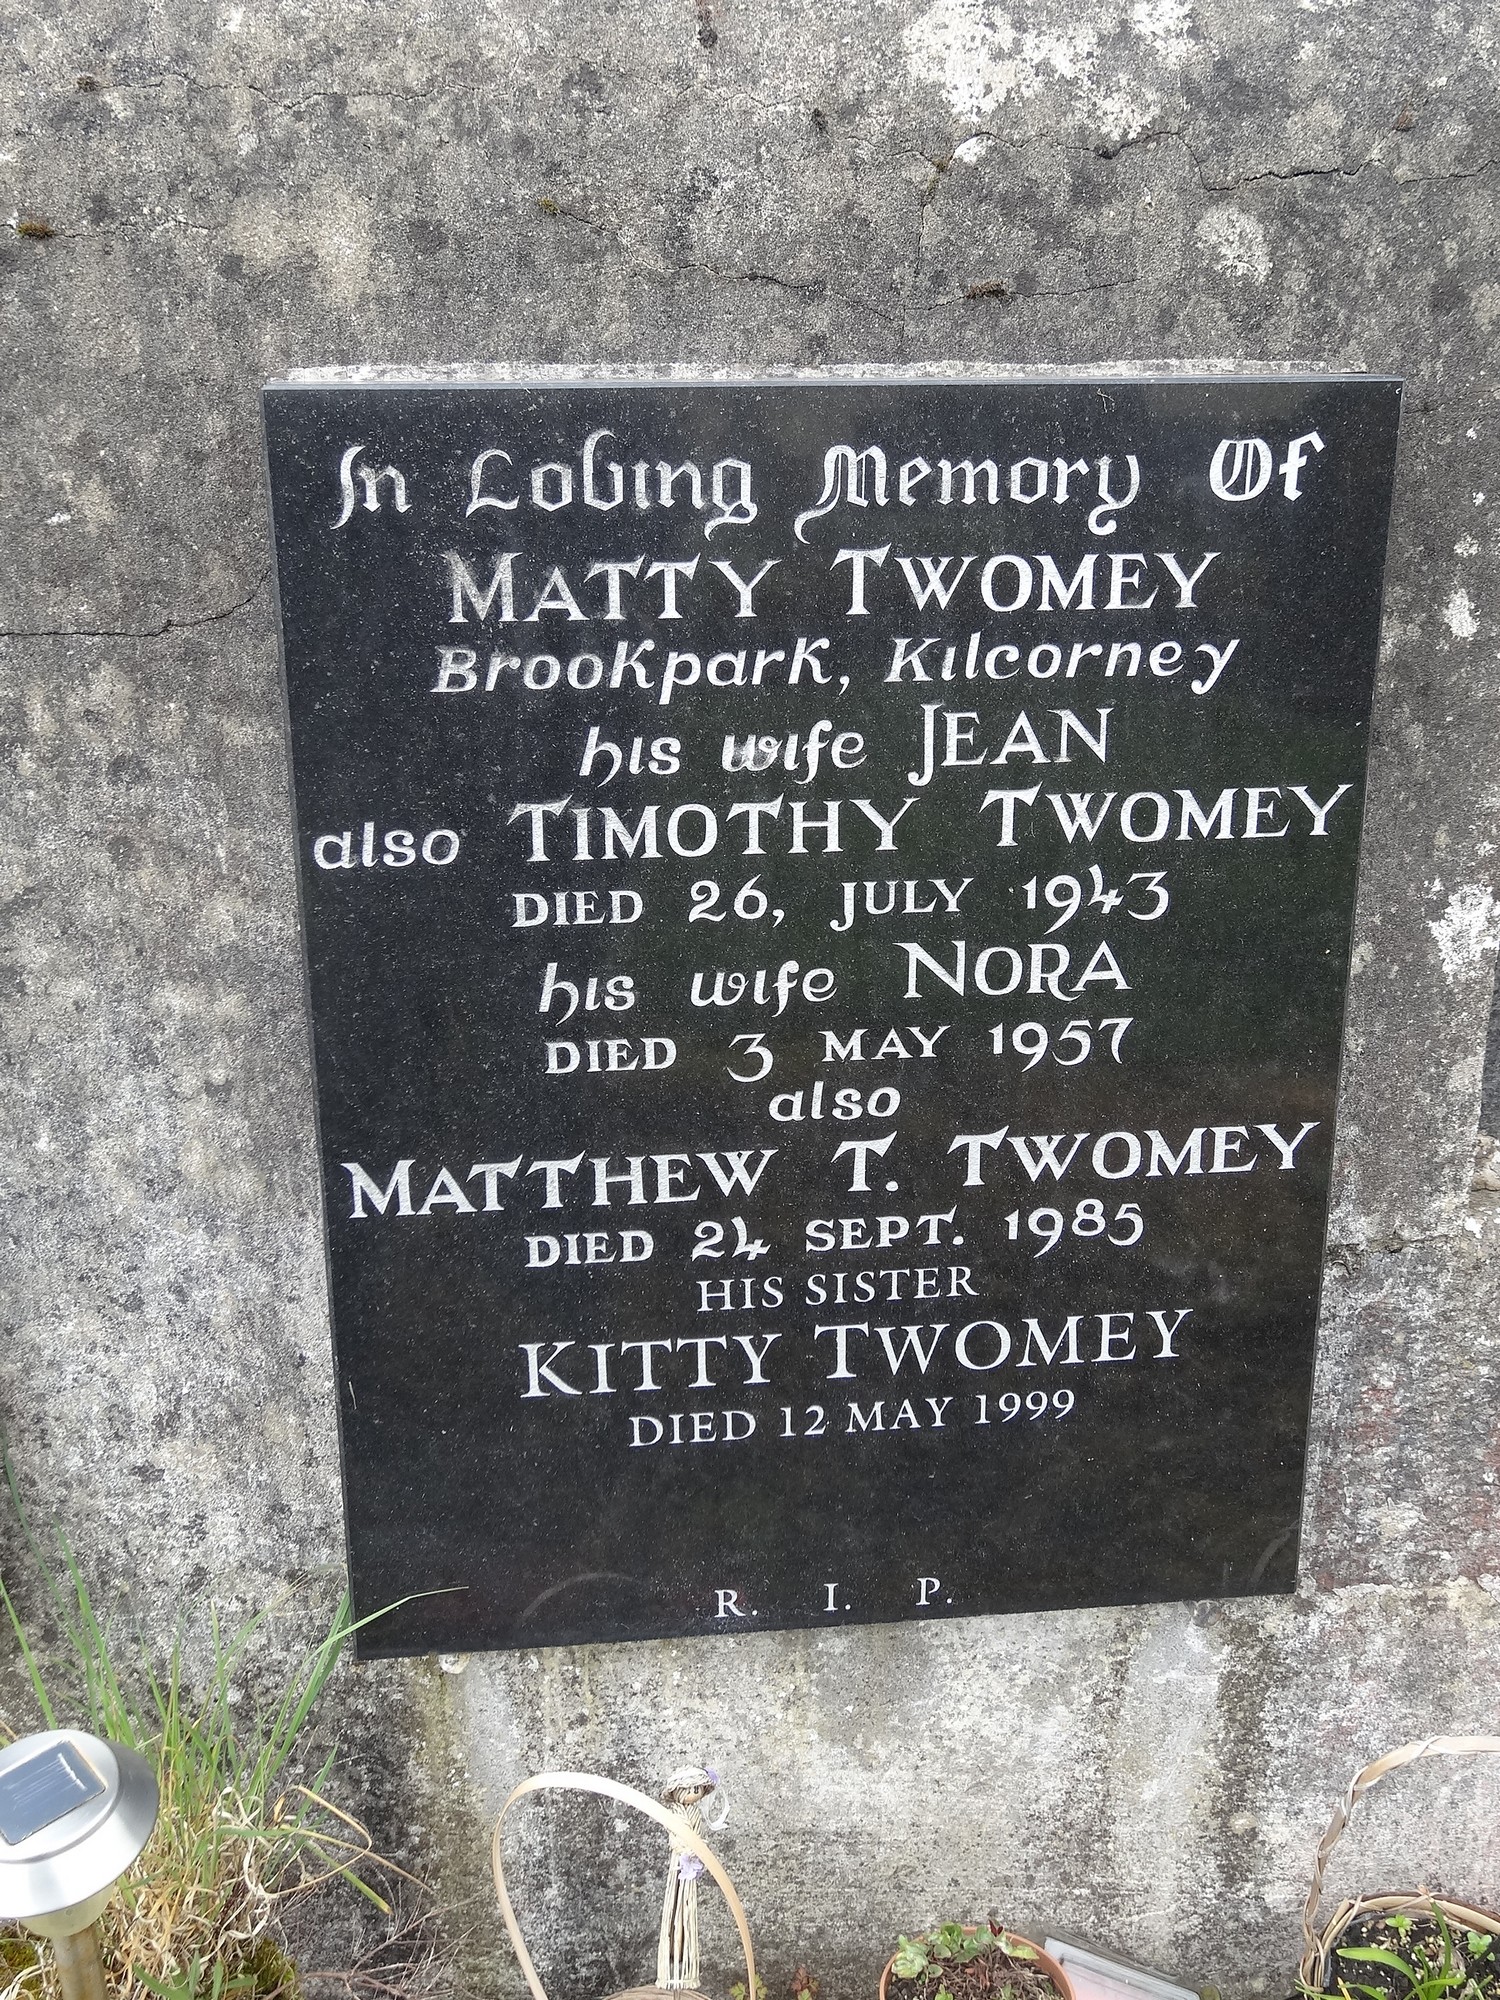 In Loving Memory Of
MATTY TWOMEY
Brookpark, Kilcorney
his wife JEAN
also TIMOTHY TWOMEY
DIED 26, JULY 1943
his wife NORA
DIED 3 MAY 1957
also
MATTHEW T. TWOMEY
DIED 24 SEPT. 1985
HIS SISTER
KITTY TWOMEY
DIED 12 MAY 1999
R. I. P.